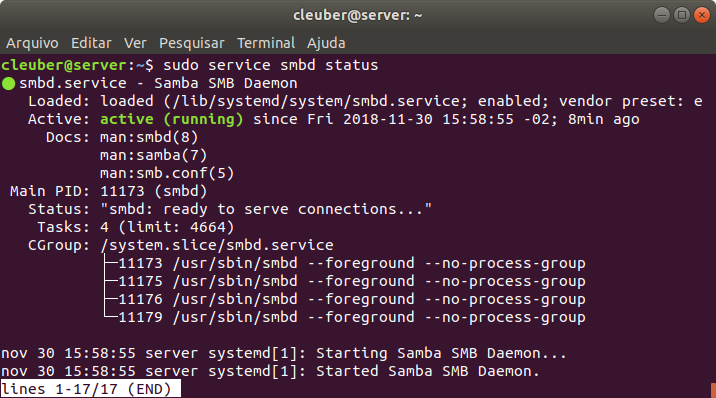 cleuber@server: ~
Arquivo Editar Ver Pesquisar Terminal Ajuda
cleuber@server:~$ sudo service smbd status
● smbd.service - Samba SMB Daemon
   Loaded: loaded (/lib/systemd/system/smbd.service; enabled; vendor preset: e
   Active: active (running) since Fri 2018-11-30 15:58:55 -02; 8min ago
     Docs: man:smbd(8)
           man:samba(7)
           man:smb.conf(5)
 Main PID: 11173 (smbd)
   Status: "smbd: ready to serve connections..."
    Tasks: 4 (limit: 4664)
   CGroup: /system.slice/smbd.service
           ├─11173 /usr/sbin/smbd --foreground --no-process-group
           ├─11175 /usr/sbin/smbd --foreground --no-process-group
           ├─11176 /usr/sbin/smbd --foreground --no-process-group
           └─11179 /usr/sbin/smbd --foreground --no-process-group
nov 30 15:58:55 server systemd[1]: Starting Samba SMB Daemon...
nov 30 15:58:55 server systemd[1]: Started Samba SMB Daemon.
lines 1-17/17 (END)